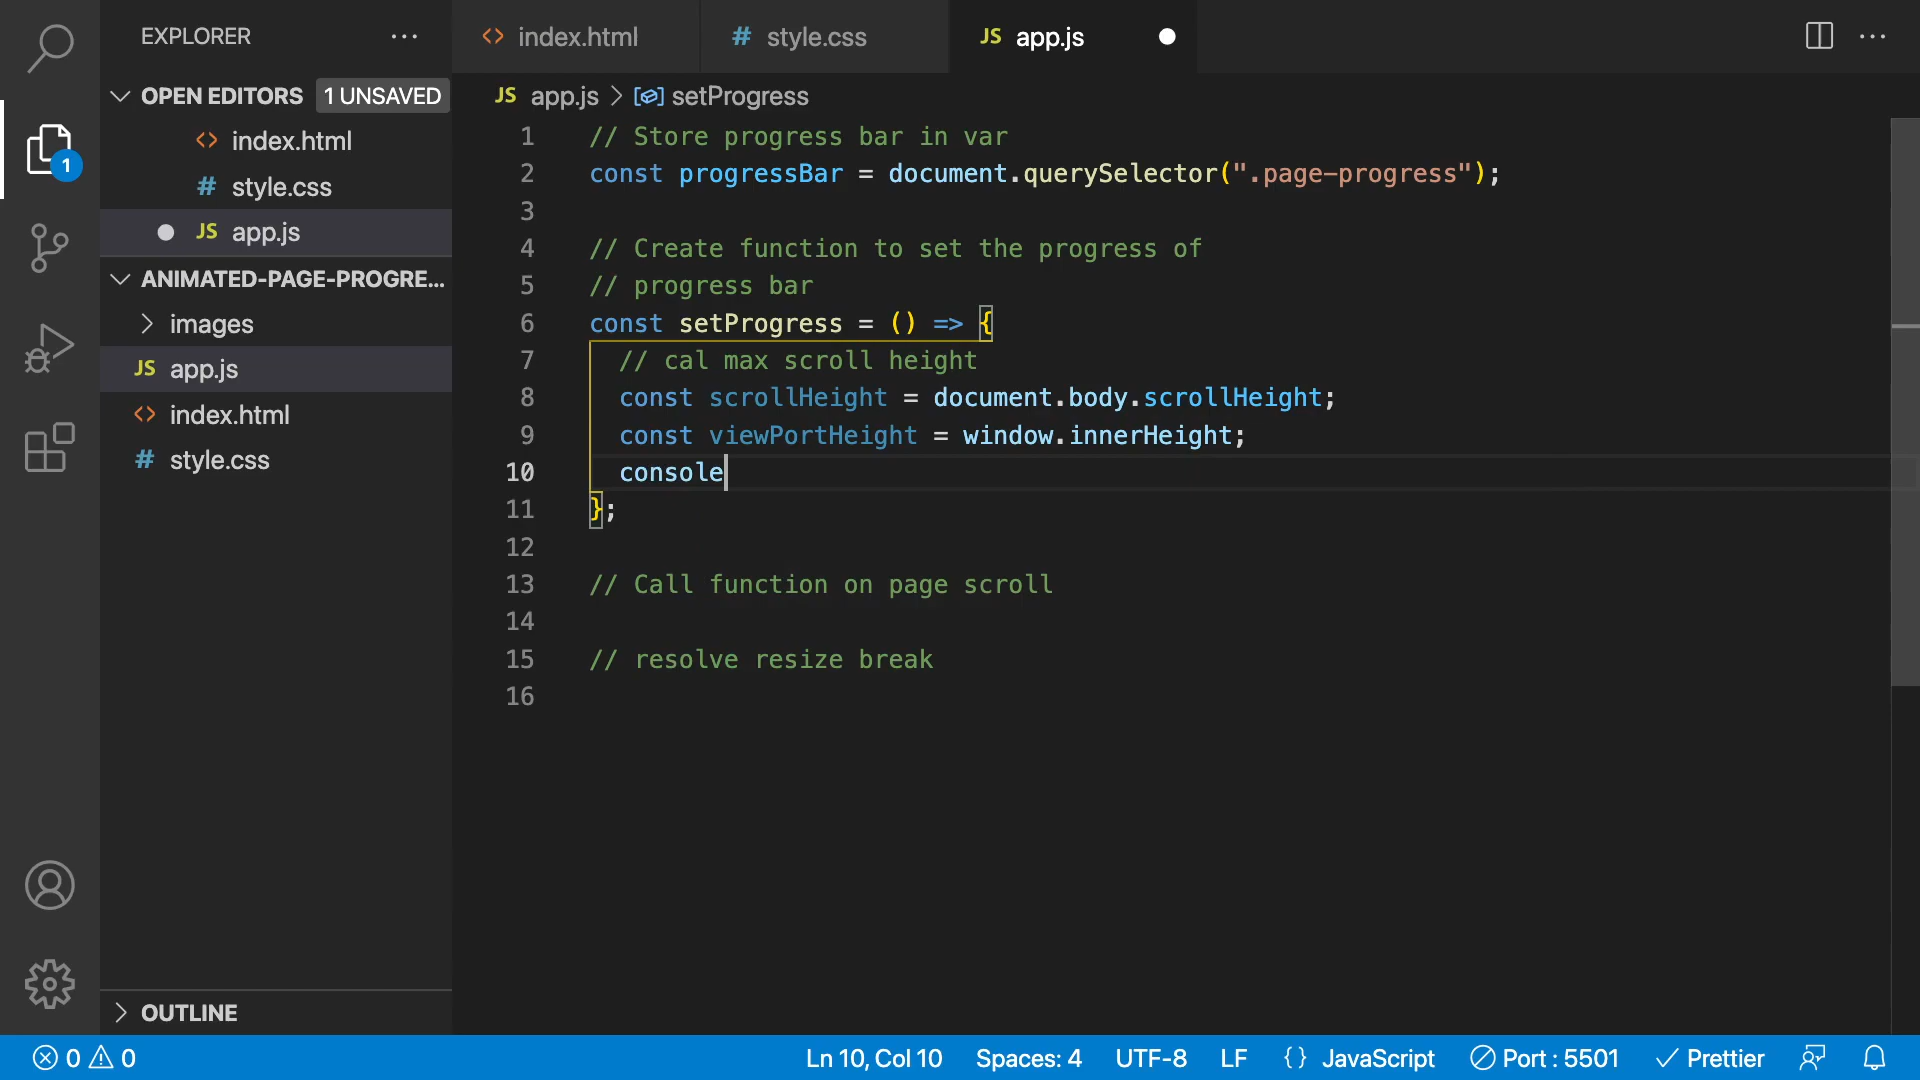 EXPLORER
OPEN EDITORS 1 UNSAVED
index.html
style.css
JS app.js
ANIMATED-PAGE-PROGRE...
images
JS app.js
index.html
style.css
OUTLINE
1
index.html
style.css
JS app.js
JS app.js > setProgress
1 // Store progress bar in var
2 const progressBar = document.querySelector(".page-progress");
3
4 // Create function to set the progress of
5 // progress bar
6 const setProgress = () => {
7 // cal max scroll height
8 const scrollHeight = document.body.scrollHeight;
9 const viewPortHeight = window.innerHeight;
10 console
11 };
12
13 // Call function on page scroll
14
15 // resolve resize break
16
0 0 Ln 10, Col 10 Spaces: 4 UTF-8 LF {} JavaScript Port : 5501 Prettier